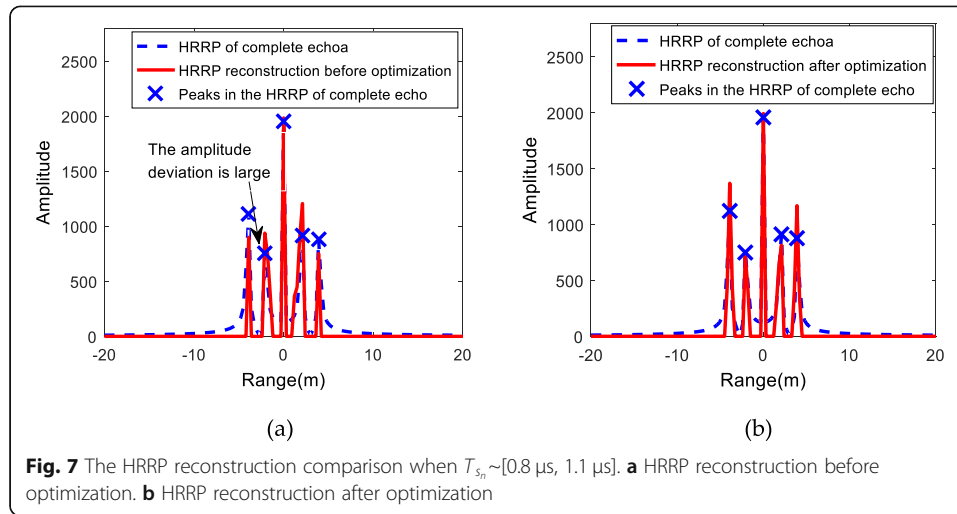 HRRP of complete echoa
HRRP reconstruction before optimization
Peaks in the HRRP of complete echo
The amplitude
deviation is large
Amplitude
2500
2000
1500
1000
500
0
-20
-10
0
10
20
Range(m)
(a)
HRRP of complete echoa
HRRP reconstruction after optimization
Peaks in the HRRP of complete echo
Amplitude
2500
2000
1500
1000
500
0
-20
-10
0
10
20
Range(m)
(b)
Fig. 7 The HRRP reconstruction comparison when T_{s_n}~[0.8 μs, 1.1 μs]. a HRRP reconstruction before
optimization. b HRRP reconstruction after optimization